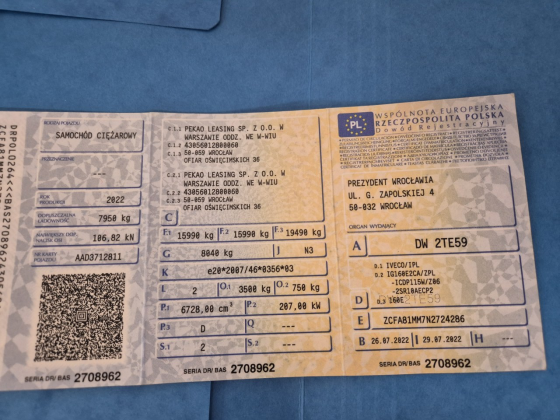 RODZAJ POJAZDU
SAMOCHÓD CIĘŻAROWY
PRZEZNACZENIE
---
ROK PRODUKCJI
2022
DOPUSZCZALNA ŁADOWNOŚĆ
7950 kg
NAJWIĘKSZY DOP. NACISK OSI
106,82 kN
NR KARTY POJAZDU
AAD3712811
SERIA DR/BAS 2708962
C.1.1 PEKAO LEASING SP. Z O.O. W
WARSZAWIE ODDZ. WE W-WIU
C.1.2 43056012800060
C.1.3 50-059 WROCŁAW
OFIAR OŚWIĘCIMSKICH 36
C.2.1 PEKAO LEASING SP. Z O.O. W
WARSZAWIE ODDZ. WE W-WIU
C.2.2 43056012800060
C.2.3 50-059 WROCŁAW
OFIAR OŚWIĘCIMSKICH 36
C
F.1 15990 kg F.2 15990 kg F.3 19490 kg
G 8040 kg J N3
K e20*2007/46*0356*03
L 2 O.1 3500 kg O.2 750 kg
P.1 6728,00 cm³ P.2 207,00 kW
P.3 D Q ---
S.1 2 S.2 ---
SERIA DR/BAS 2708962
PL
WSPÓLNOTA EUROPEJSKA
RZECZPOSPOLITA POLSKA
Dowód Rejestracyjny
PREZYDENT WROCŁAWIA
UL. G. ZAPOLSKIEJ 4
50-032 WROCŁAW
ORGAN WYDAJĄCY
A DW 2TE59
D.1 IVECO/IPL
D.2 IG160E2CA/ZPL
-ICDP115W/Z06
-2SR10AECP2
D D.3 160E
E ZCFA81MM7N2724286
B 26.07.2022 I 29.07.2022 H ---
SERIA DR/BAS 2708962